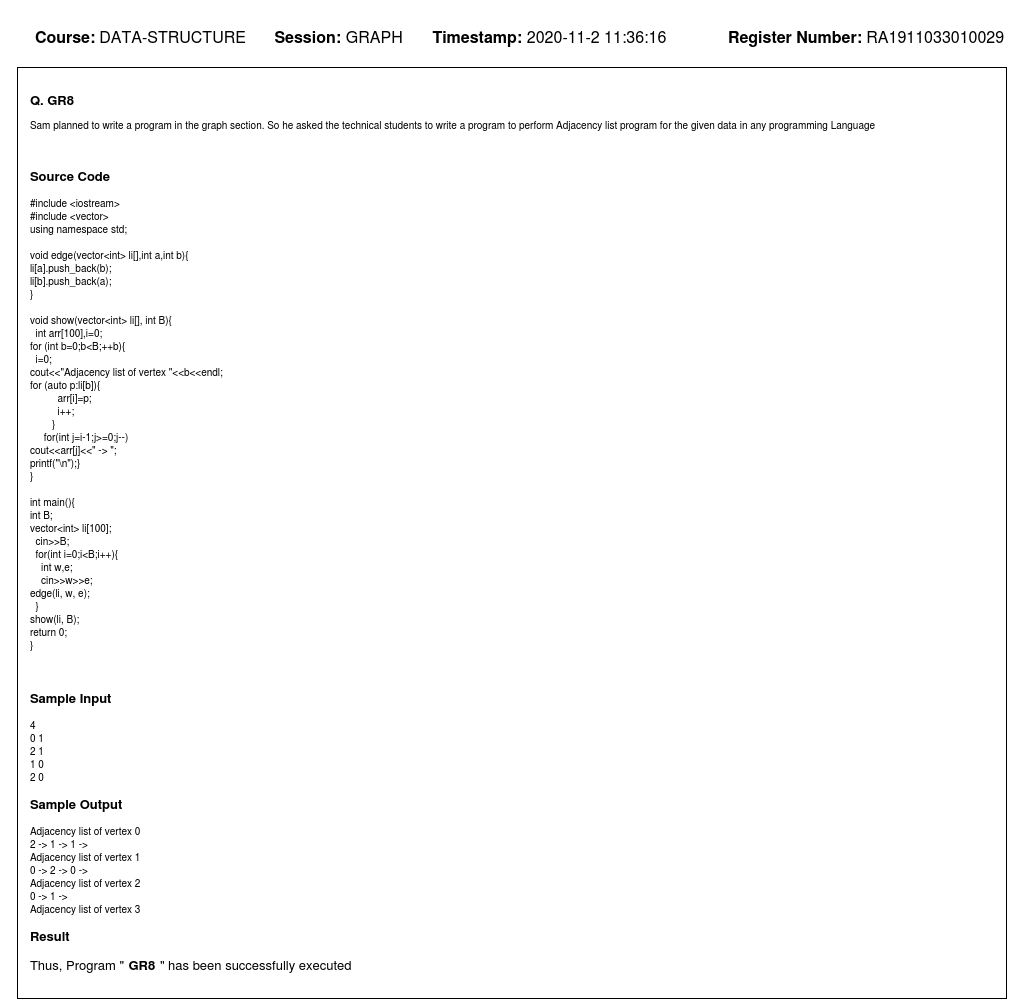 Course: DATA-STRUCTURE Session: GRAPH Timestamp: 2020-11-2 11:36:16 Register Number: RA1911033010029
Q. GR8
Sam planned to write a program in the graph section. So he asked the technical students to write a program to perform Adjacency list program for the given data in any programming Language
Source Code
#include <iostream>
#include <vector>
using namespace std;
void edge(vector<int> li[],int a,int b){
li[a].push_back(b);
li[b].push_back(a);
}
void show(vector<int> li[], int B){
int arr[100],i=0;
for (int b=0;b<B;++b){
i=0;
cout<<"Adjacency list of vertex "<<b<<endl;
for (auto p:li[b]){
arr[i]=p;
i++;
}
for(int j=i-1;j>=0;j--)
cout<<arr[j]<<" -> ";
printf("\n");}
}
int main(){
int B;
vector<int> li[100];
cin>>B;
for(int i=0;i<B;i++){
int w,e;
cin>>w>>e;
edge(li, w, e);
}
show(li, B);
return 0;
}
Sample Input
4
0 1
2 1
1 0
2 0
Sample Output
Adjacency list of vertex 0
2 -> 1 -> 1 ->
Adjacency list of vertex 1
0 -> 2 -> 0 ->
Adjacency list of vertex 2
0 -> 1 ->
Adjacency list of vertex 3
Result
Thus, Program " GR8 " has been successfully executed